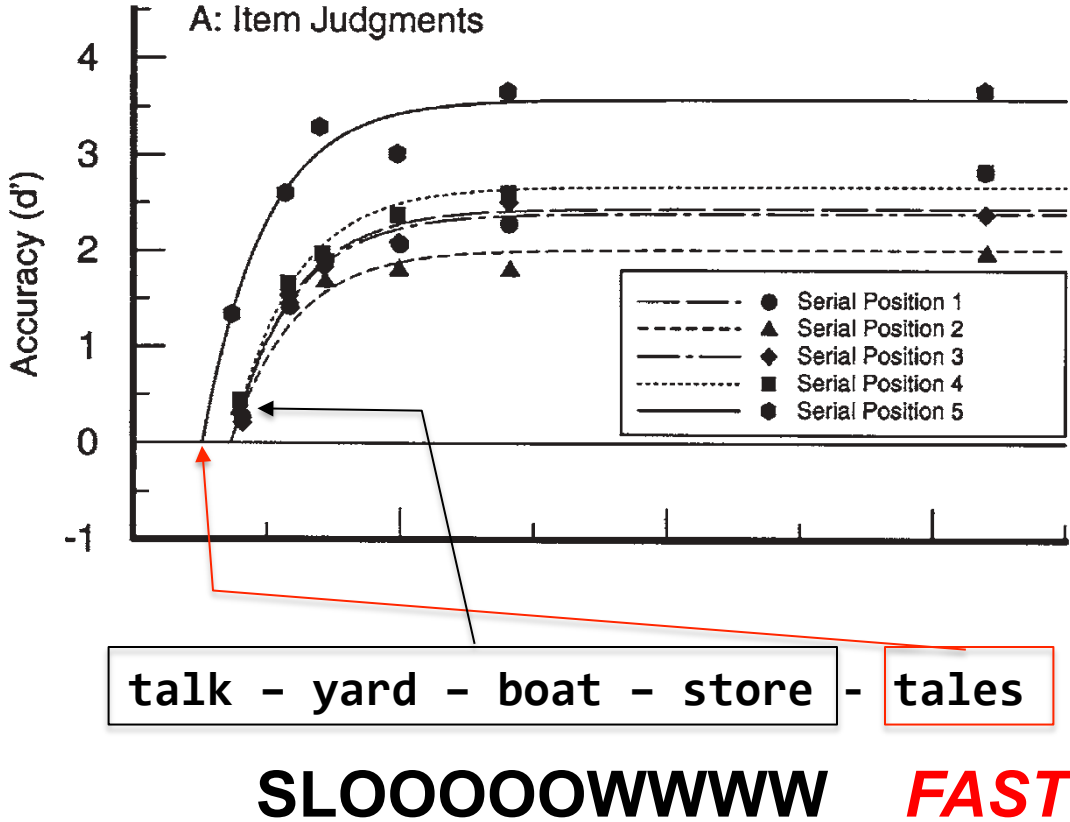 A: Item Judgments
4
3
2
1
0
-1
Accuracy (d')
Serial Position 1
Serial Position 2
Serial Position 3
Serial Position 4
Serial Position 5
talk – yard – boat – store - tales
SLOOOOOWWWW FAST